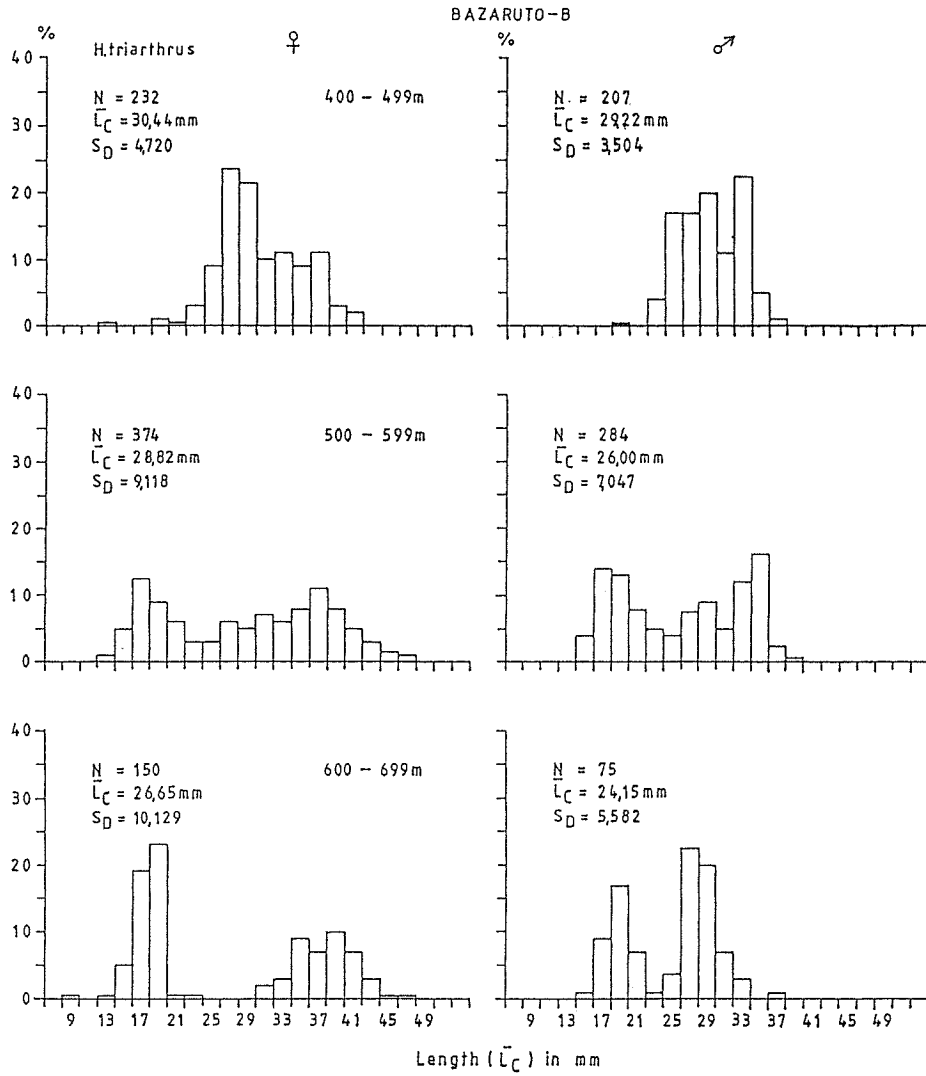 BAZARUTO-B
% H.triarthrus ♀ % ♂
40
30
20
10
0
N = 232 400 - 499m N = 207
L̄C = 30,44mm L̄C = 29,22mm
SD = 4,720 SD = 3,504
40
30
20
10
0
N = 374 500 - 599m N = 284
L̄C = 28,82mm L̄C = 26,00mm
SD = 9,118 SD = 7,047
40
30
20
10
0
N = 150 600 - 699m N = 75
L̄C = 26,65mm L̄C = 24,15mm
SD = 10,129 SD = 5,582
9 13 17 21 25 29 33 37 41 45 49 9 13 17 21 25 29 33 37 41 45 49
Length (L̄C) in mm